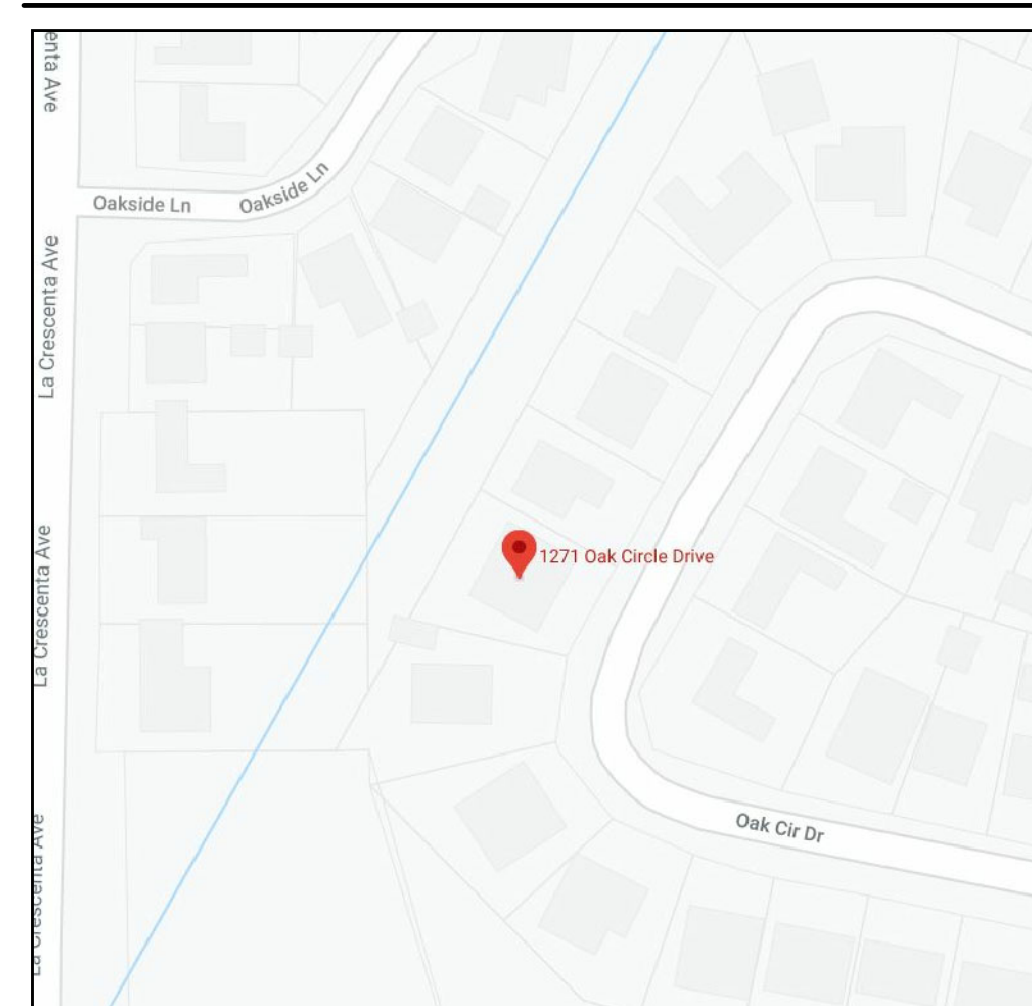 enta Ave
Oakside Ln
Oakside Ln
La Crescenta Ave
1271 Oak Circle Drive
La Crescenta Ave
Oak Cir Dr
La Crescenta Ave